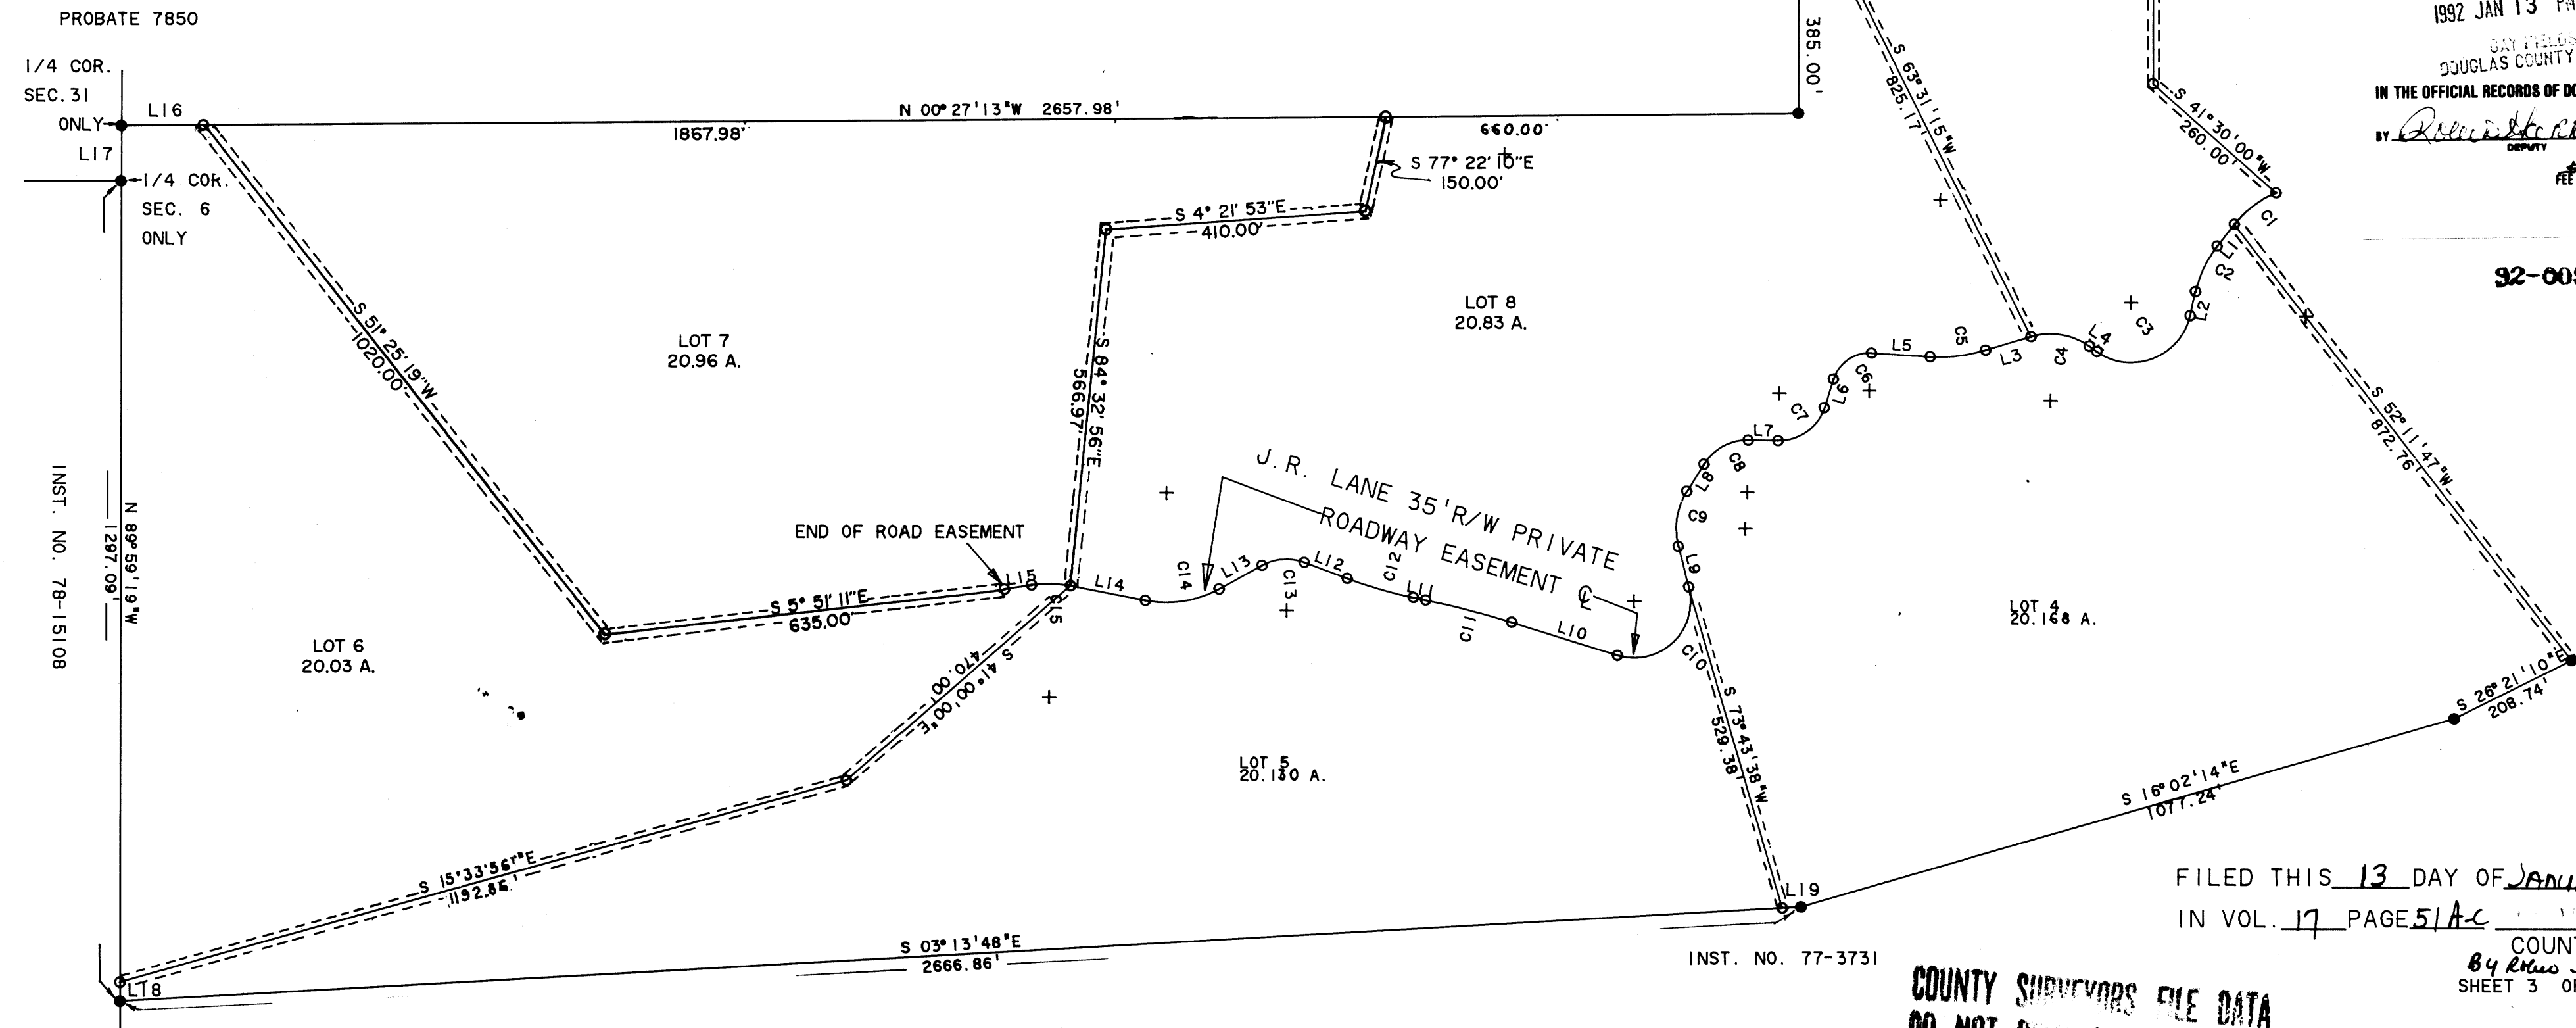 PROBATE 7850
1/4 COR.
SEC.31
ONLY
L16
L17
1/4 COR.
SEC. 6
ONLY
N 00° 27' 13"W 2657.98'
1867.98'
660.00'
385.00'
S 77° 22' 10"E
150.00'
S 4° 21' 53"E
410.00'
S 63° 31' 15"W
825.17'
S 41° 30' 00"W
260.00'
1992 JAN 13
DOUGLAS COUNTY
IN THE OFFICIAL RECORDS OF
BY
DEPUTY
FEE
92-00
C1
L1
C2
L2
C3
L4
C4
L3
C5
L5
C6
L6
C7
L7
C8
L8
C9
L9
C10
L10
C11
L11
C12
L12
C13
L13
C14
L14
C15
L15
S 51° 25' 19"W
1020.00'
LOT 7
20.96 A.
LOT 8
20.83 A.
S 84° 32' 56"E
566.97'
S 52° 11' 47"W
872.76'
J.R. LANE 35'R/W PRIVATE
ROADWAY EASEMENT ℄
END OF ROAD EASEMENT
S 5° 51' 11"E
635.00'
INST. NO. 78-15108
N 89° 59' 19"W
1297.09'
LOT 6
20.03 A.
S 41° 00' 00"E
470.00'
LOT 4
20.168 A.
LOT 5
20.130 A.
S 73° 43' 38"W
529.38'
S 26° 21' 10"E
208.74'
S 16° 02' 14"E
1077.24'
S 15° 33' 56"E
1192.86'
L19
S 03° 13' 48"E
2666.86'
L18
INST. NO. 77-3731
FILED THIS 13 DAY OF
IN VOL. 17 PAGE 51 A-C
By
SHEET 3
COUNTY SURVEYORS FILE DATA
DO NOT